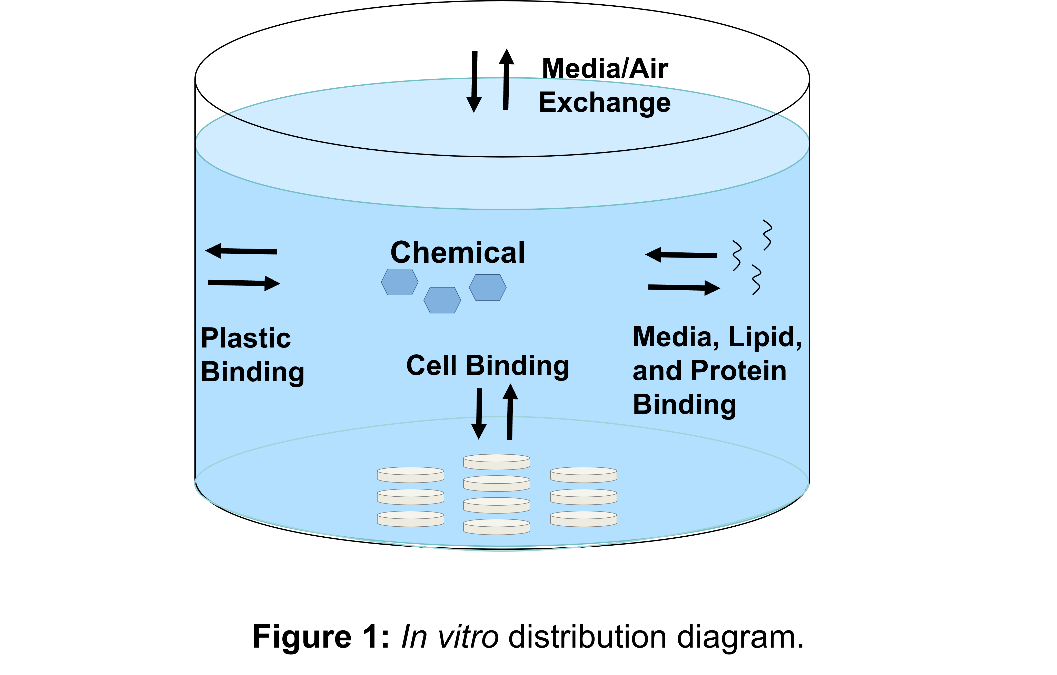 Media/Air
Exchange
Chemical
Plastic
Binding
Cell Binding
Media, Lipid,
and Protein
Binding
Figure 1: In vitro distribution diagram.